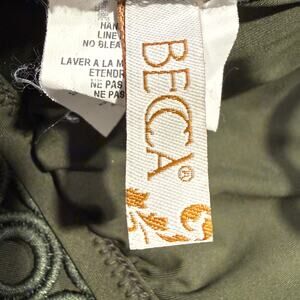 HAN
LINE
NO BLEA
LAVER A LA M
ETENDR
NE PAS
NE PAS
BECCA®